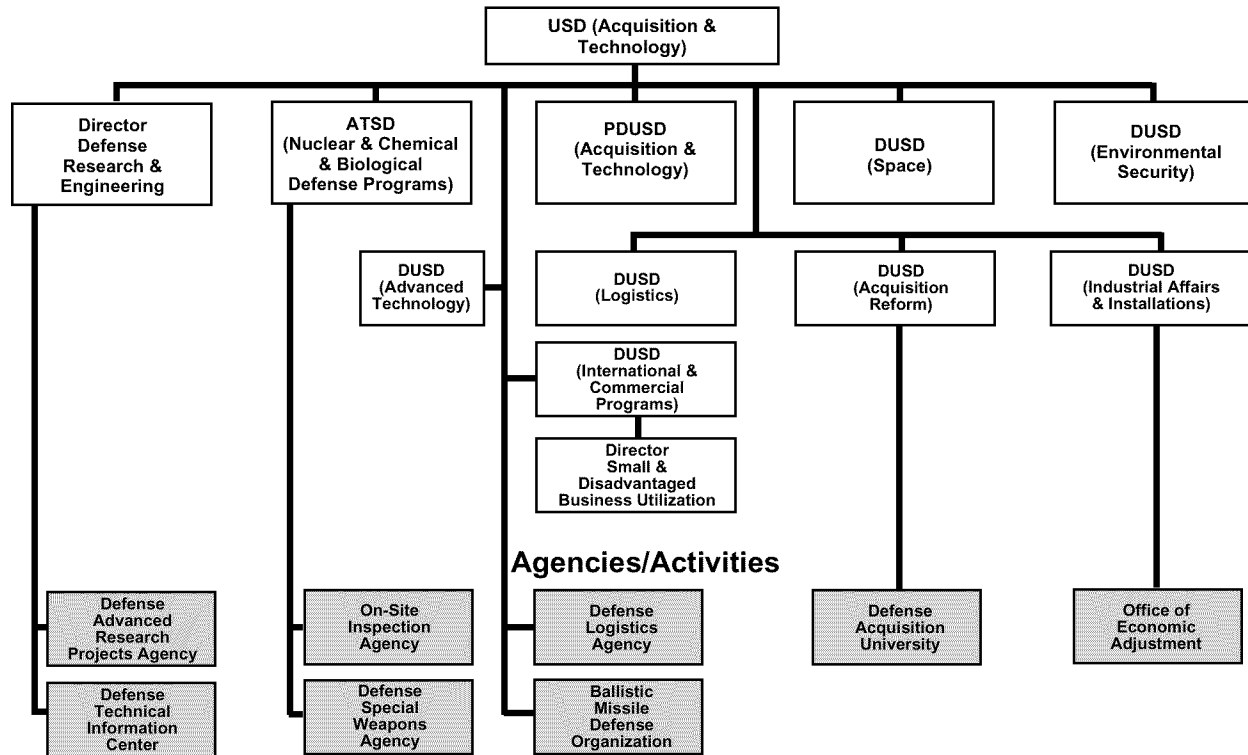 USD (Acquisition &
Technology)
Director
Defense
Research &
Engineering
ATSD
(Nuclear & Chemical
& Biological
Defense Programs)
PDUSD
(Acquisition &
Technology)
DUSD
(Space)
DUSD
(Environmental
Security)
DUSD
(Advanced
Technology)
DUSD
(Logistics)
DUSD
(Acquisition
Reform)
DUSD
(Industrial Affairs
& Installations)
DUSD
(International &
Commercial
Programs)
Director
Small &
Disadvantaged
Business Utilization
Agencies/Activities
Defense
Advanced
Research
Projects Agency
On-Site
Inspection
Agency
Defense
Logistics
Agency
Defense
Acquisition
University
Office of
Economic
Adjustment
Defense
Technical
Information
Center
Defense
Special
Weapons
Agency
Ballistic
Missile
Defense
Organization